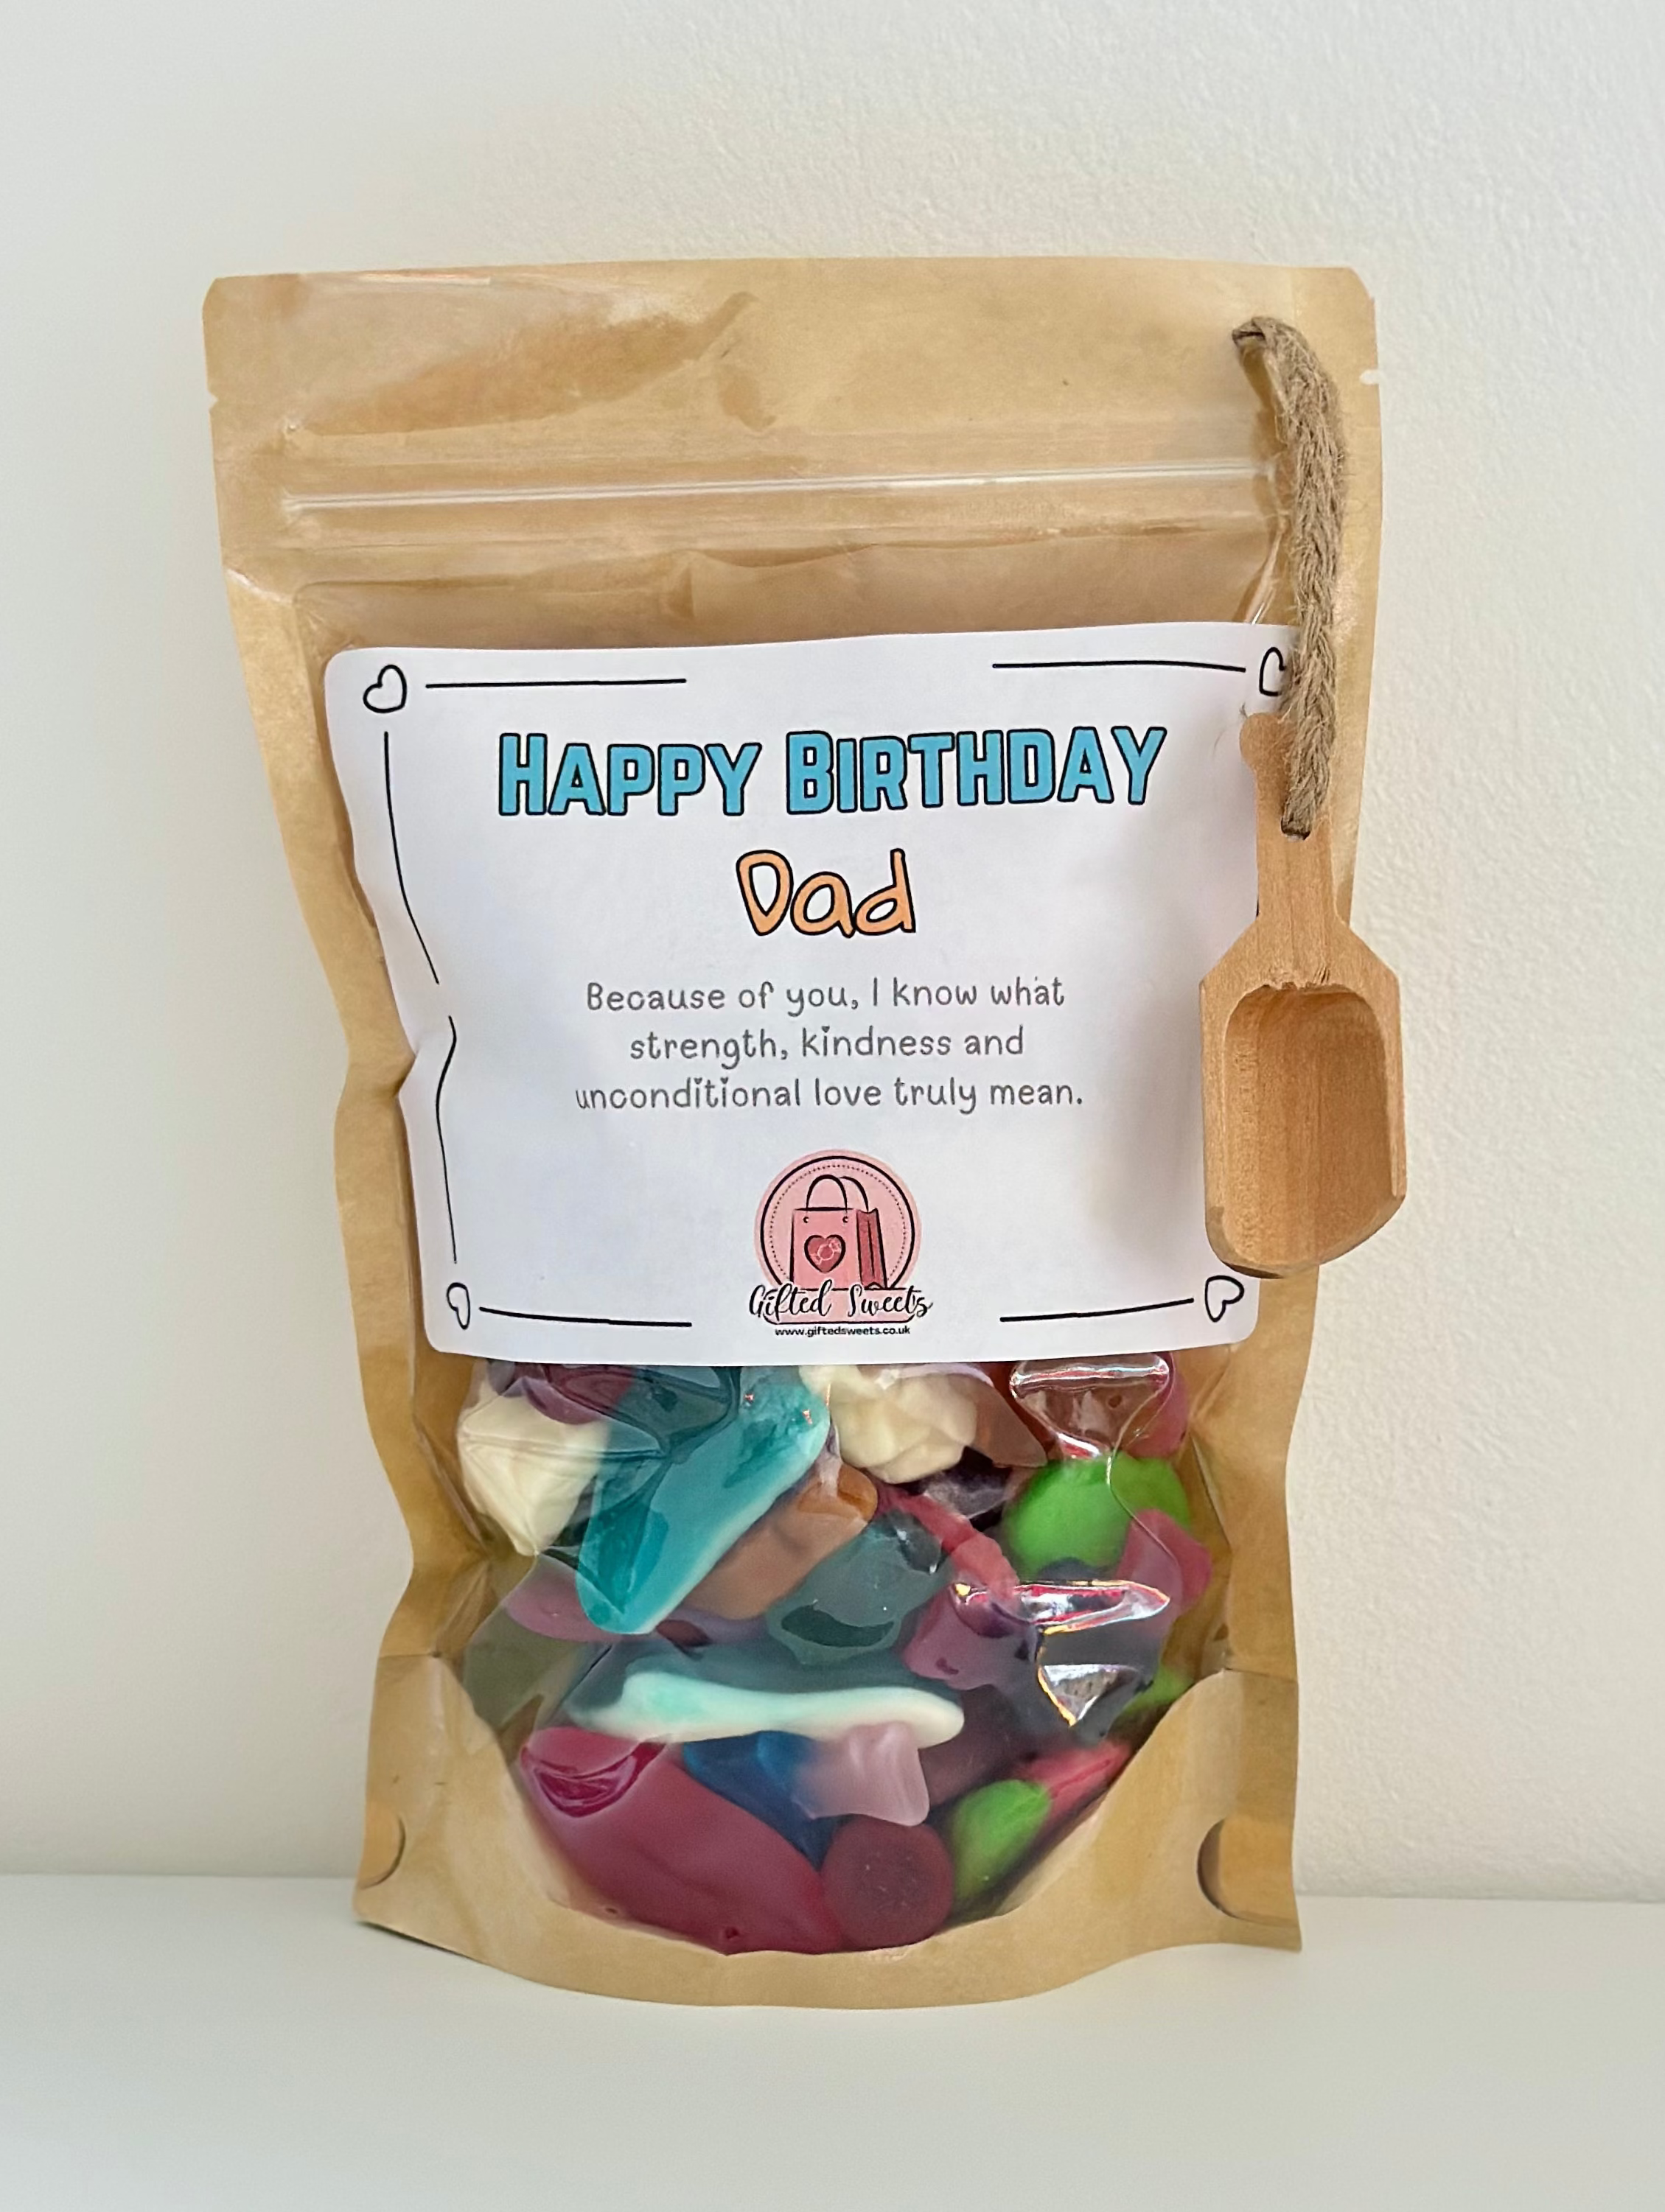 HAPPY BIRTHDAY
Dad
Because of you, I know what
strength, kindness and
unconditional love truly mean.
Gifted Sweets
www.giftedsweets.co.uk